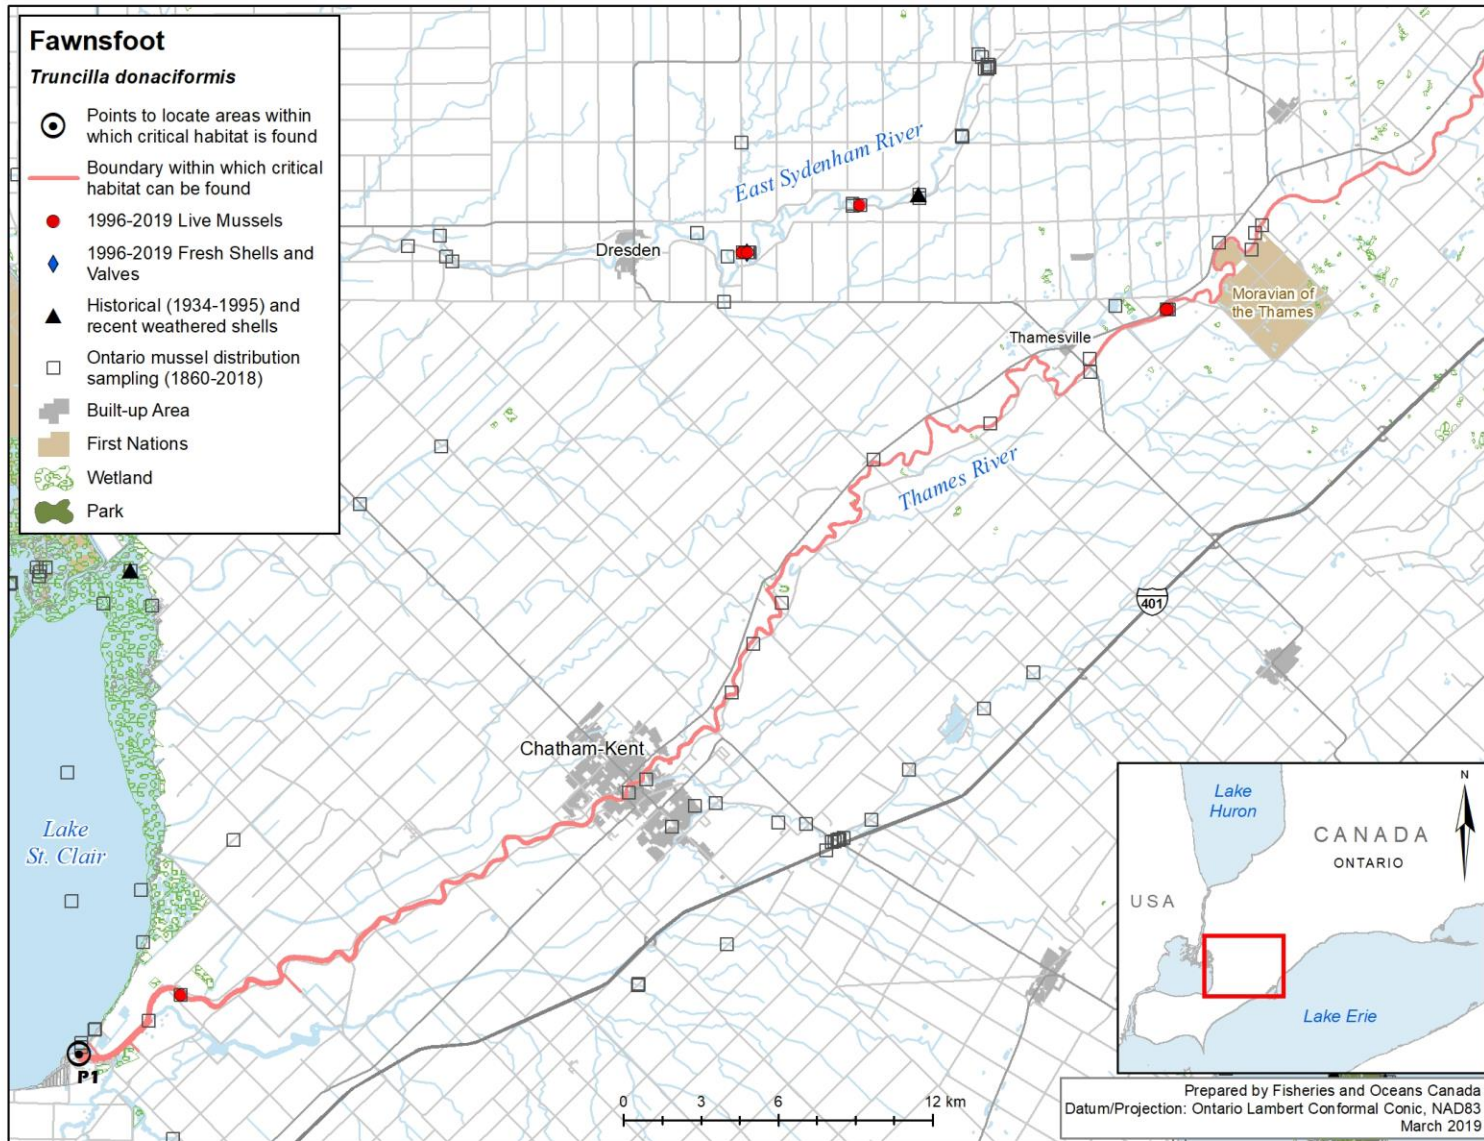 Fawnsfoot
Truncilla donaciformis
Points to locate areas within
which critical habitat is found
Boundary within which critical
habitat can be found
1996-2019 Live Mussels
1996-2019 Fresh Shells and
Valves
Historical (1934-1995) and
recent weathered shells
Ontario mussel distribution
sampling (1860-2018)
Built-up Area
First Nations
Wetland
Park
East Sydenham River
Dresden
Moravian of
the Thames
Thamesville
Thames River
401
Chatham-Kent
Lake
St. Clair
P1
0 3 6 12 km
Lake
Huron
N
CANADA
ONTARIO
USA
Lake Erie
Prepared by Fisheries and Oceans Canada
Datum/Projection: Ontario Lambert Conformal Conic, NAD83
March 2019